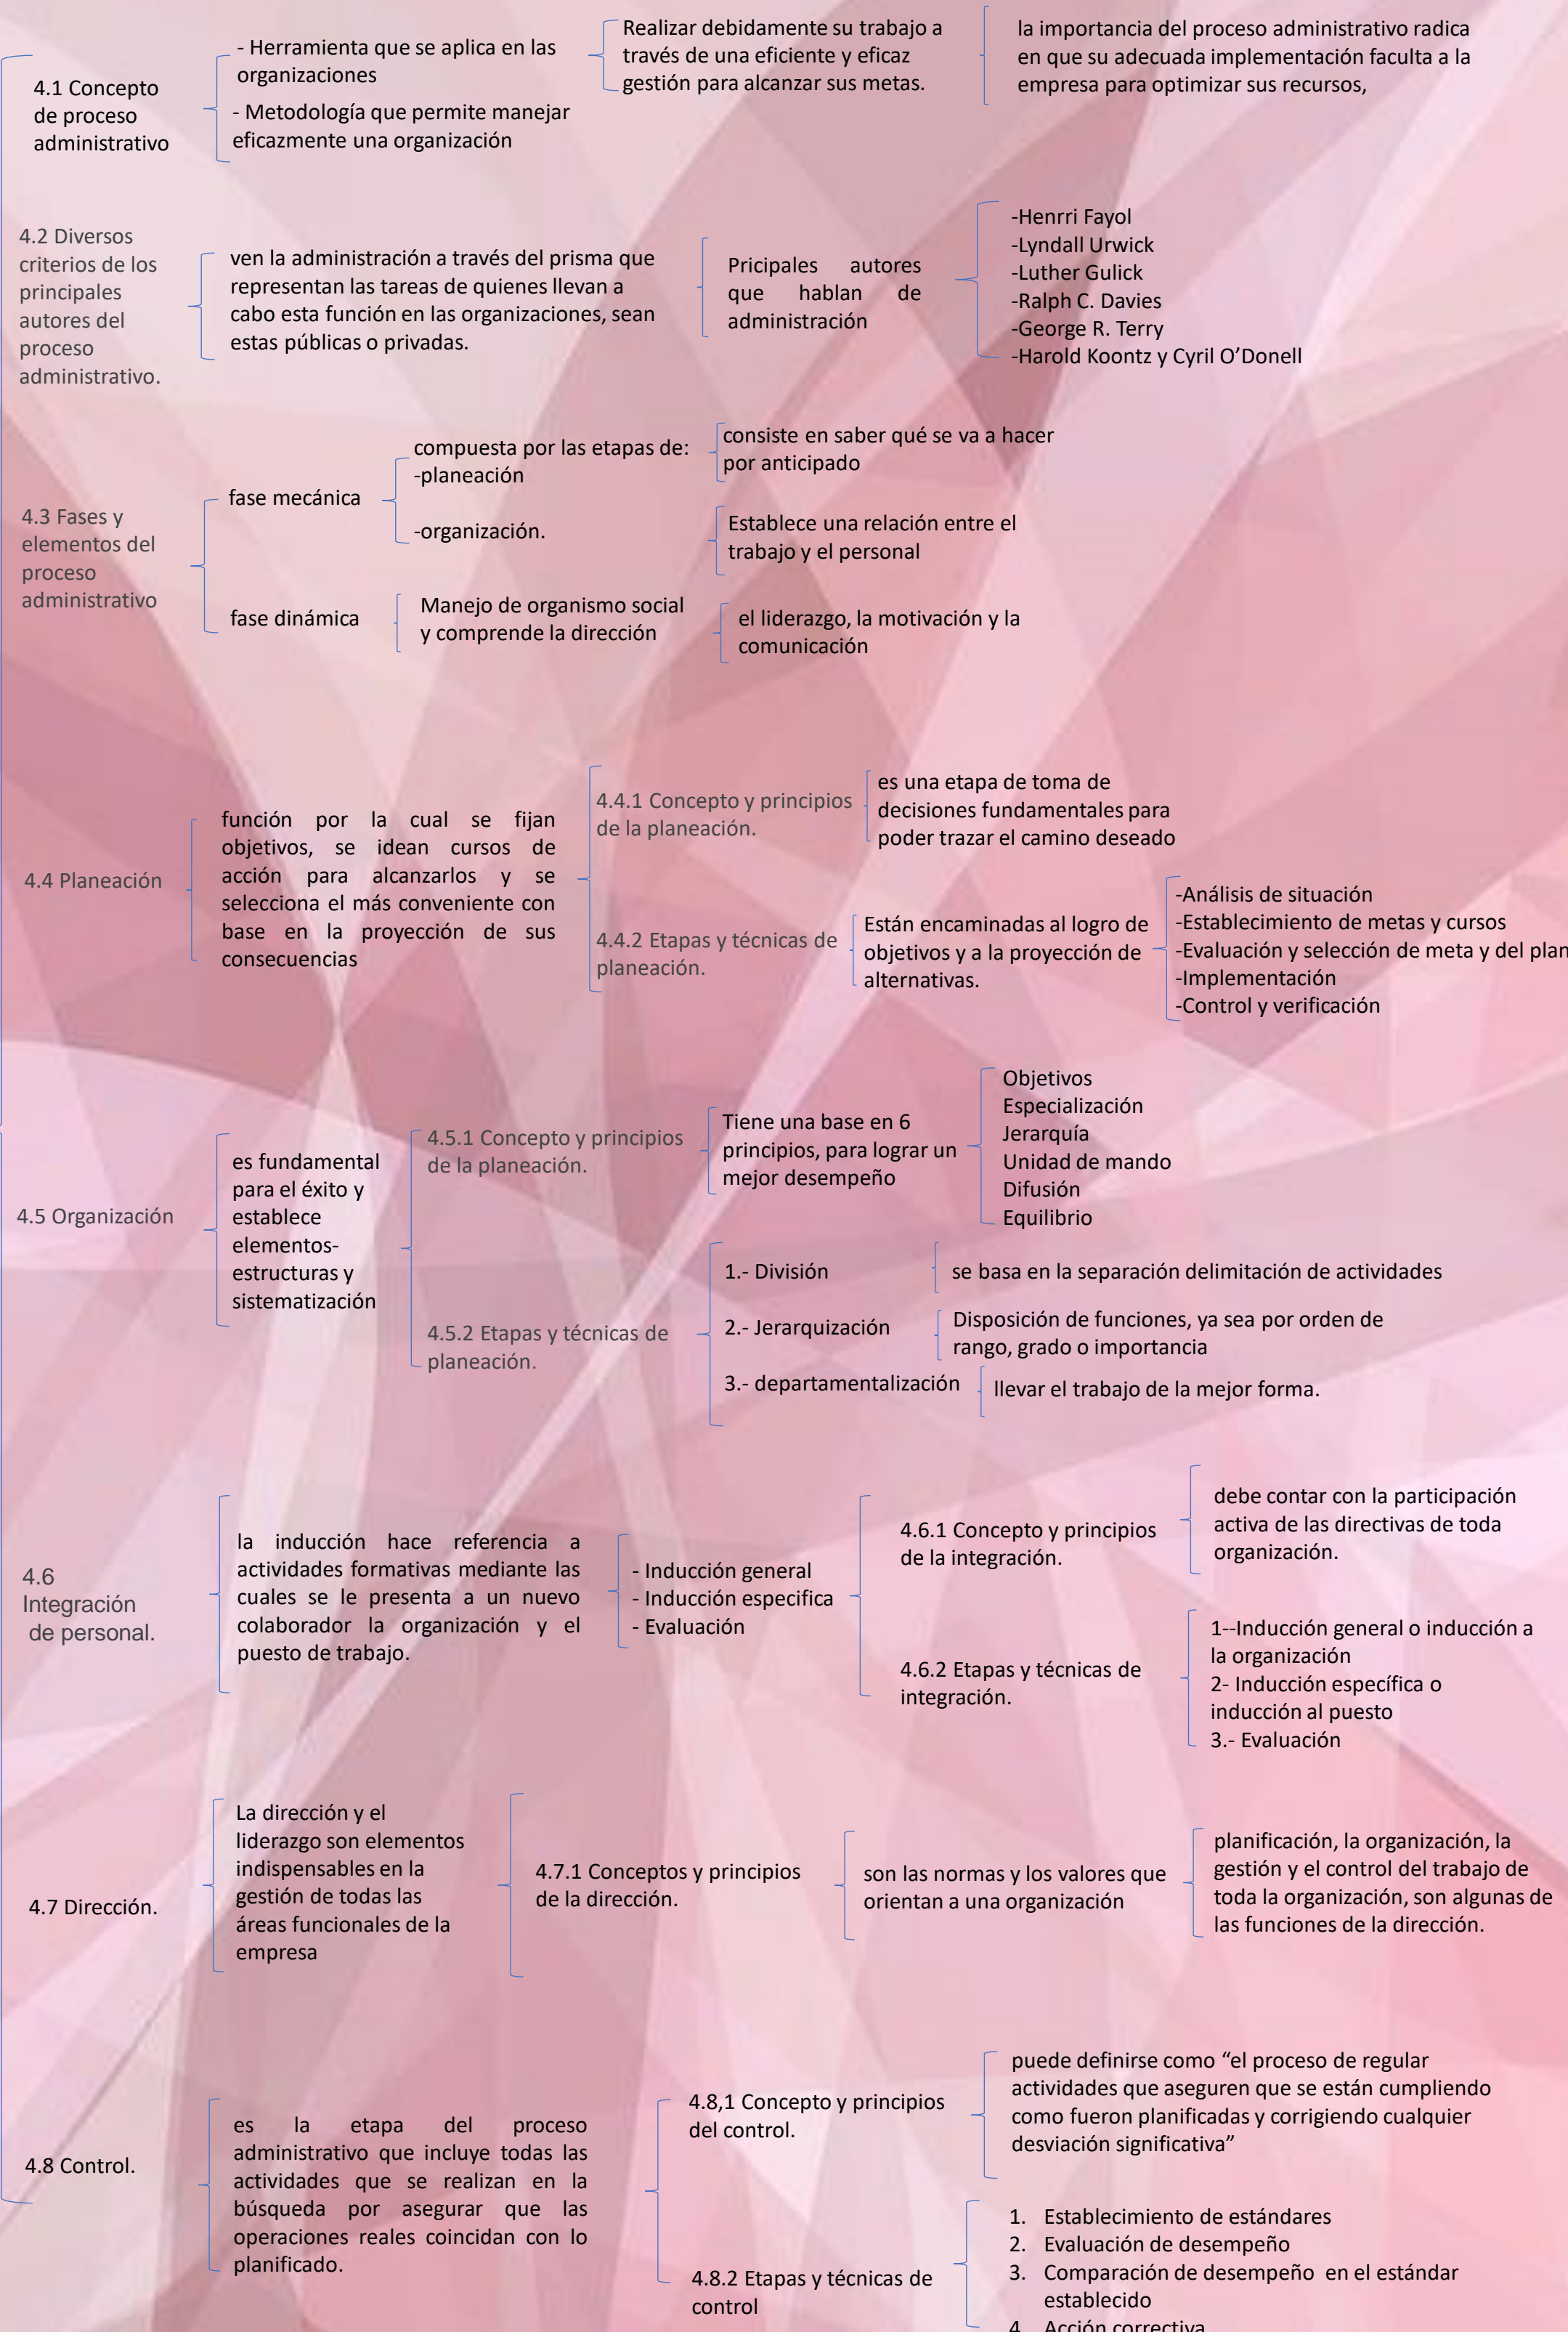 4.1 Concepto
de proceso
administrativo
- Herramienta que se aplica en las
organizaciones
- Metodología que permite manejar
eficazmente una organización
Realizar debidamente su trabajo a
través de una eficiente y eficaz
gestión para alcanzar sus metas.
la importancia del proceso administrativo radica
en que su adecuada implementación faculta a la
empresa para optimizar sus recursos,
4.2 Diversos
criterios de los
principales
autores del
proceso
administrativo.
ven la administración a través del prisma que
representan las tareas de quienes llevan a
cabo esta función en las organizaciones, sean
estas públicas o privadas.
Pricipales autores
que hablan de
administración
-Henrri Fayol
-Lyndall Urwick
-Luther Gulick
-Ralph C. Davies
-George R. Terry
-Harold Koontz y Cyril O’Donell
4.3 Fases y
elementos del
proceso
administrativo
fase mecánica
compuesta por las etapas de:
-planeación
consiste en saber qué se va a hacer
por anticipado
-organización.
Establece una relación entre el
trabajo y el personal
fase dinámica
Manejo de organismo social
y comprende la dirección
el liderazgo, la motivación y la
comunicación
4.4 Planeación
función por la cual se fijan
objetivos, se idean cursos de
acción para alcanzarlos y se
selecciona el más conveniente con
base en la proyección de sus
consecuencias
4.4.1 Concepto y principios
de la planeación.
es una etapa de toma de
decisiones fundamentales para
poder trazar el camino deseado
4.4.2 Etapas y técnicas de
planeación.
Están encaminadas al logro de
objetivos y a la proyección de
alternativas.
-Análisis de situación
-Establecimiento de metas y cursos
-Evaluación y selección de meta y del plan
-Implementación
-Control y verificación
4.5 Organización
es fundamental
para el éxito y
establece
elementos-
estructuras y
sistematización
4.5.1 Concepto y principios
de la planeación.
Tiene una base en 6
principios, para lograr un
mejor desempeño
Objetivos
Especialización
Jerarquía
Unidad de mando
Difusión
Equilibrio
4.5.2 Etapas y técnicas de
planeación.
1.- División
se basa en la separación delimitación de actividades
2.- Jerarquización
Disposición de funciones, ya sea por orden de
rango, grado o importancia
3.- departamentalización
llevar el trabajo de la mejor forma.
4.6
Integración
de personal.
la inducción hace referencia a
actividades formativas mediante las
cuales se le presenta a un nuevo
colaborador la organización y el
puesto de trabajo.
- Inducción general
- Inducción especifica
- Evaluación
4.6.1 Concepto y principios
de la integración.
debe contar con la participación
activa de las directivas de toda
organización.
4.6.2 Etapas y técnicas de
integración.
1--Inducción general o inducción a
la organización
2- Inducción específica o
inducción al puesto
3.- Evaluación
4.7 Dirección.
La dirección y el
liderazgo son elementos
indispensables en la
gestión de todas las
áreas funcionales de la
empresa
4.7.1 Conceptos y principios
de la dirección.
son las normas y los valores que
orientan a una organización
planificación, la organización, la
gestión y el control del trabajo de
toda la organización, son algunas de
las funciones de la dirección.
4.8 Control.
es la etapa del proceso
administrativo que incluye todas las
actividades que se realizan en la
búsqueda por asegurar que las
operaciones reales coincidan con lo
planificado.
4.8,1 Concepto y principios
del control.
puede definirse como “el proceso de regular
actividades que aseguren que se están cumpliendo
como fueron planificadas y corrigiendo cualquier
desviación significativa”
4.8.2 Etapas y técnicas de
control
1. Establecimiento de estándares
2. Evaluación de desempeño
3. Comparación de desempeño en el estándar
establecido
4. Acción correctiva